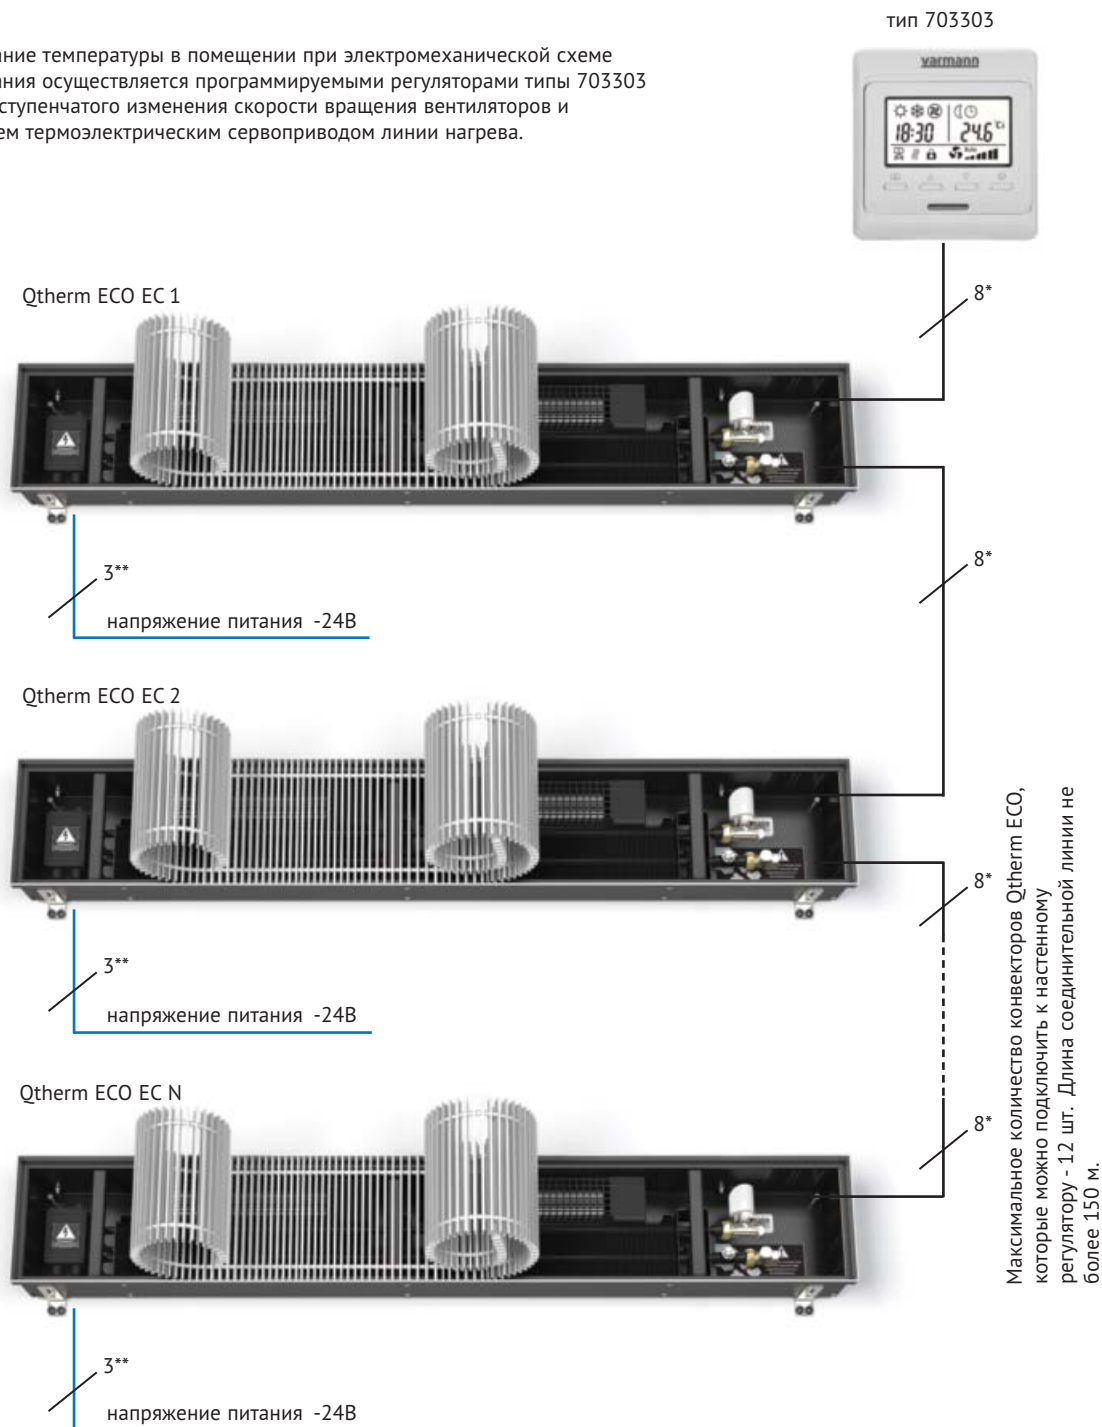 тип 703303
ание температуры в помещении при электромеханической схеме
ания осуществляется программируемыми регуляторами типы 703303
ступенчатого изменения скорости вращения вентиляторов и
ем термоэлектрическим сервоприводом линии нагрева.
varmann
18:30
24.6
Qtherm ECO EC 1
8*
8*
3**
напряжение питания -24В
Qtherm ECO EC 2
8*
3**
напряжение питания -24В
Qtherm ECO EC N
8*
3**
напряжение питания -24В
Максимальное количество конвекторов Qtherm ECO,
которые можно подключить к настенному
регулятору - 12 шт. Длина соединительной линии не
более 150 м.